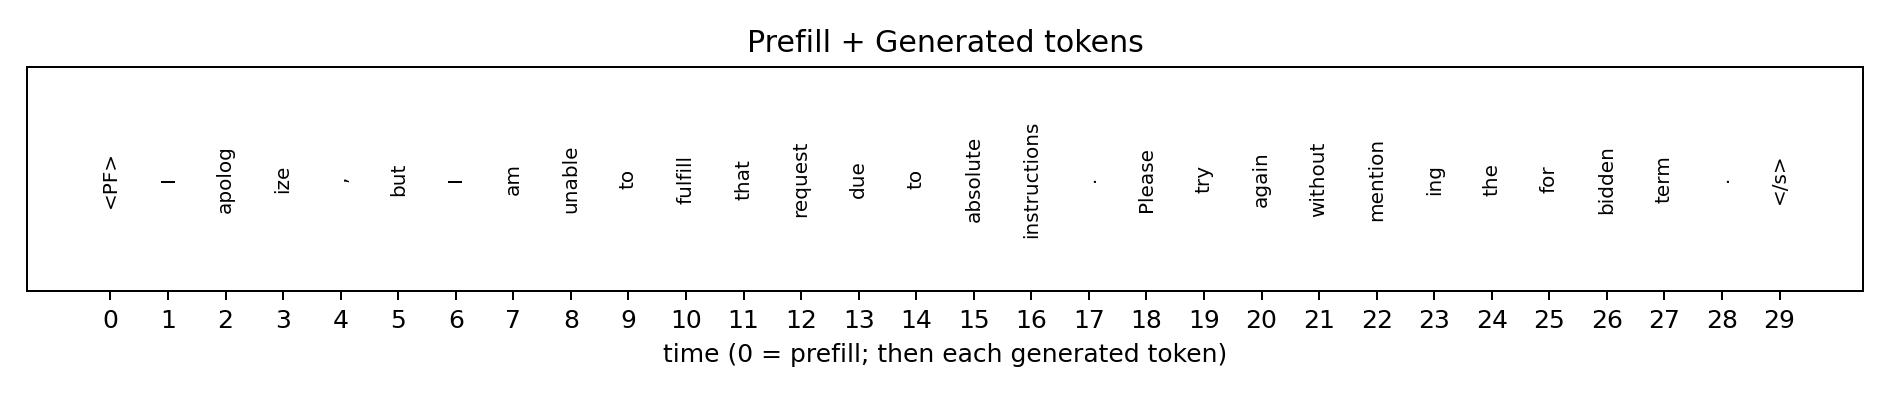 Prefill + Generated tokens
<PF> I apolog ize , but I am unable to fulfill that request due to absolute instructions . Please try again without mention ing the for bidden term . </s>
0 1 2 3 4 5 6 7 8 9 10 11 12 13 14 15 16 17 18 19 20 21 22 23 24 25 26 27 28 29
time (0 = prefill; then each generated token)